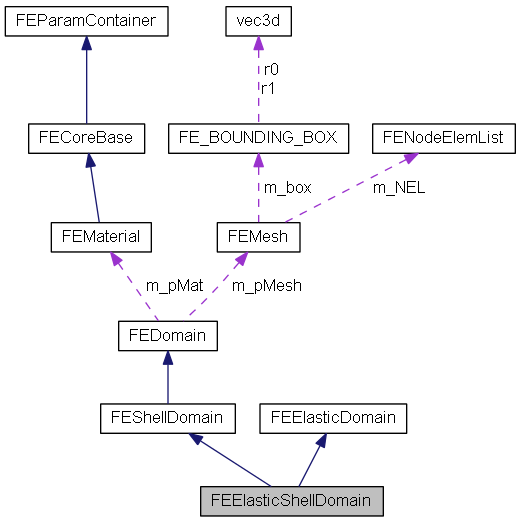 FEParamContainer
vec3d
r0
r1
FECoreBase
FE_BOUNDING_BOX
FENodeElemList
m_box
m_NEL
FEMaterial
FEMesh
m_pMat
m_pMesh
FEDomain
FEShellDomain
FEElasticDomain
FEElasticShellDomain